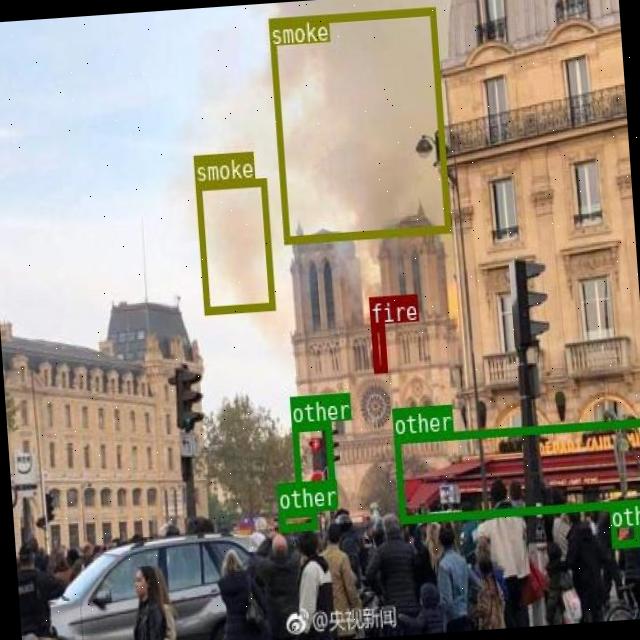 smoke
smoke
fire
other
other
other
oth
@央视新闻